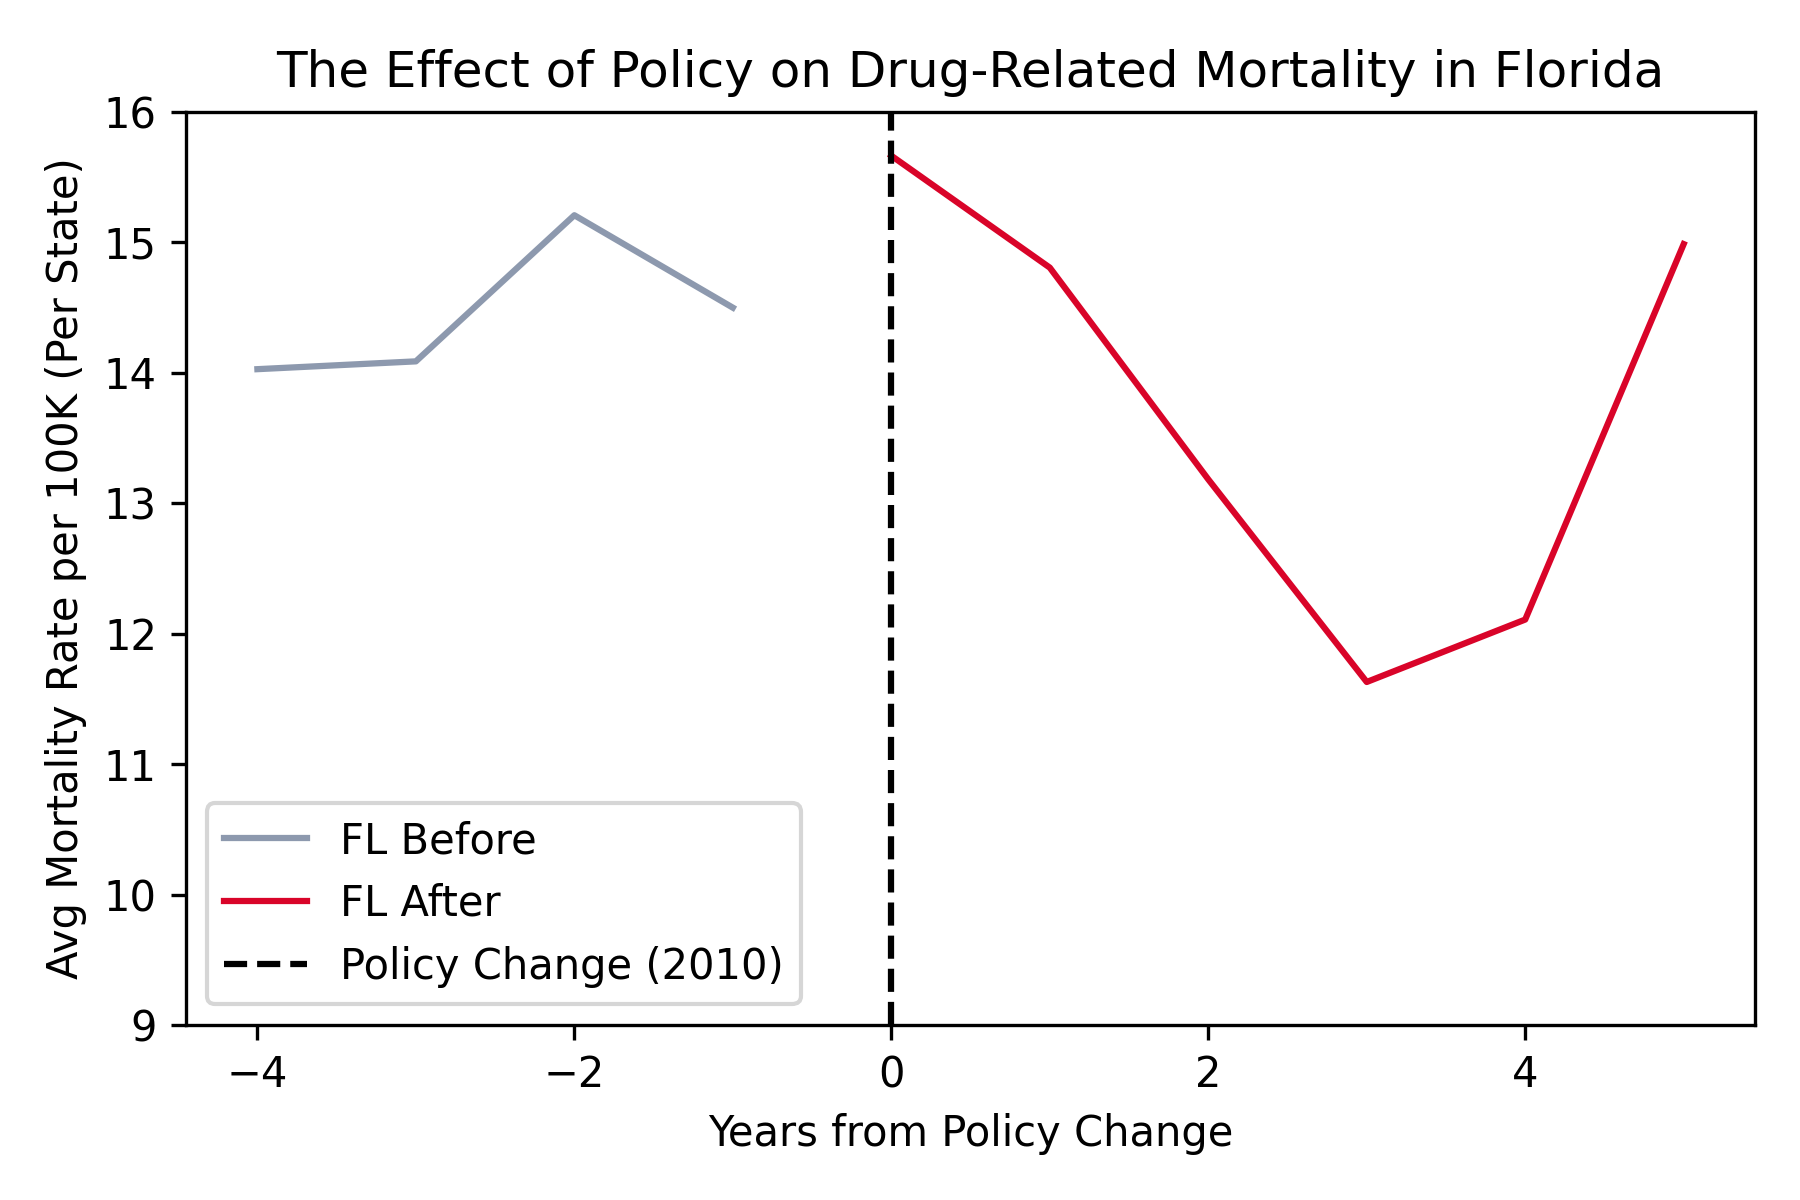 The Effect of Policy on Drug-Related Mortality in Florida
Avg Mortality Rate per 100K (Per State)
16
15
14
13
12
11
10
9
FL Before
FL After
Policy Change (2010)
−4
−2
0
2
4
Years from Policy Change